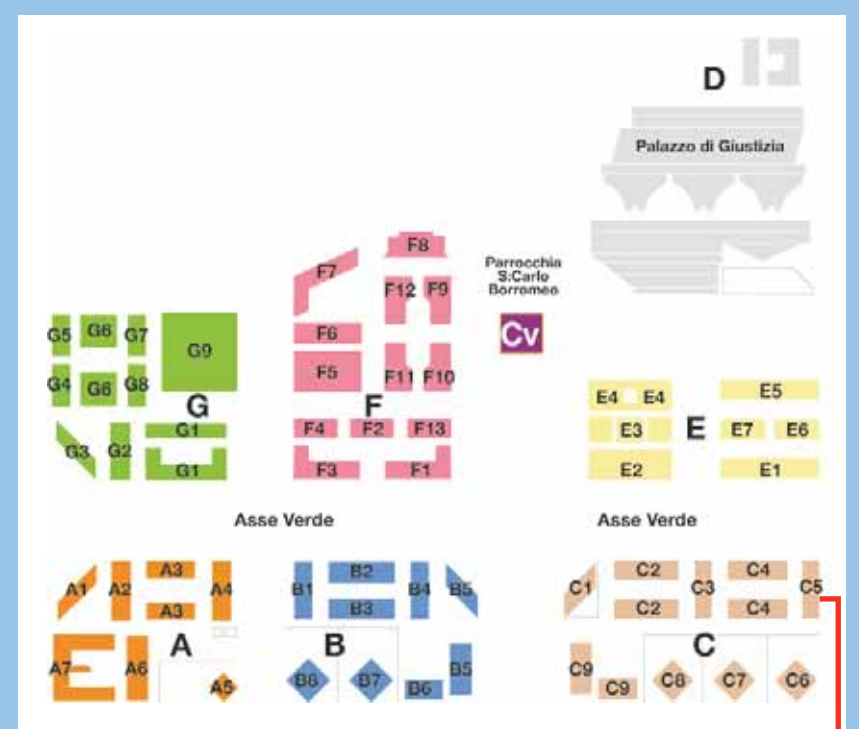 D
Palazzo di Giustizia
F8
Parrocchia
S:Carlo
Borromeo
F7
F12 F9
Cv
G5 G6 G7
G9
F6
F5
F11 F10
G4 G6 G8
G
F
E4 E4
E5
E
E3
E7 E6
F4 F2 F13
G1
G3 G2
G1
F3 F1
E2
E1
Asse Verde
Asse Verde
A3
B2
C2 C4
A1 A2 A4
B1 B4 B5
C1 C3 C5
A3
B3
C2 C4
A
B
C
A7 A6
A5
B6 B7 B6 B5
C9 C9 C8 C7 C6